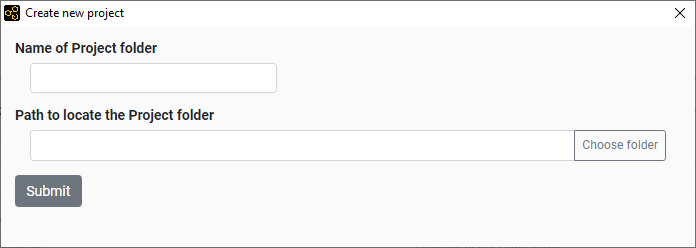 Create new project
Name of Project folder
Path to locate the Project folder
Choose folder
Submit